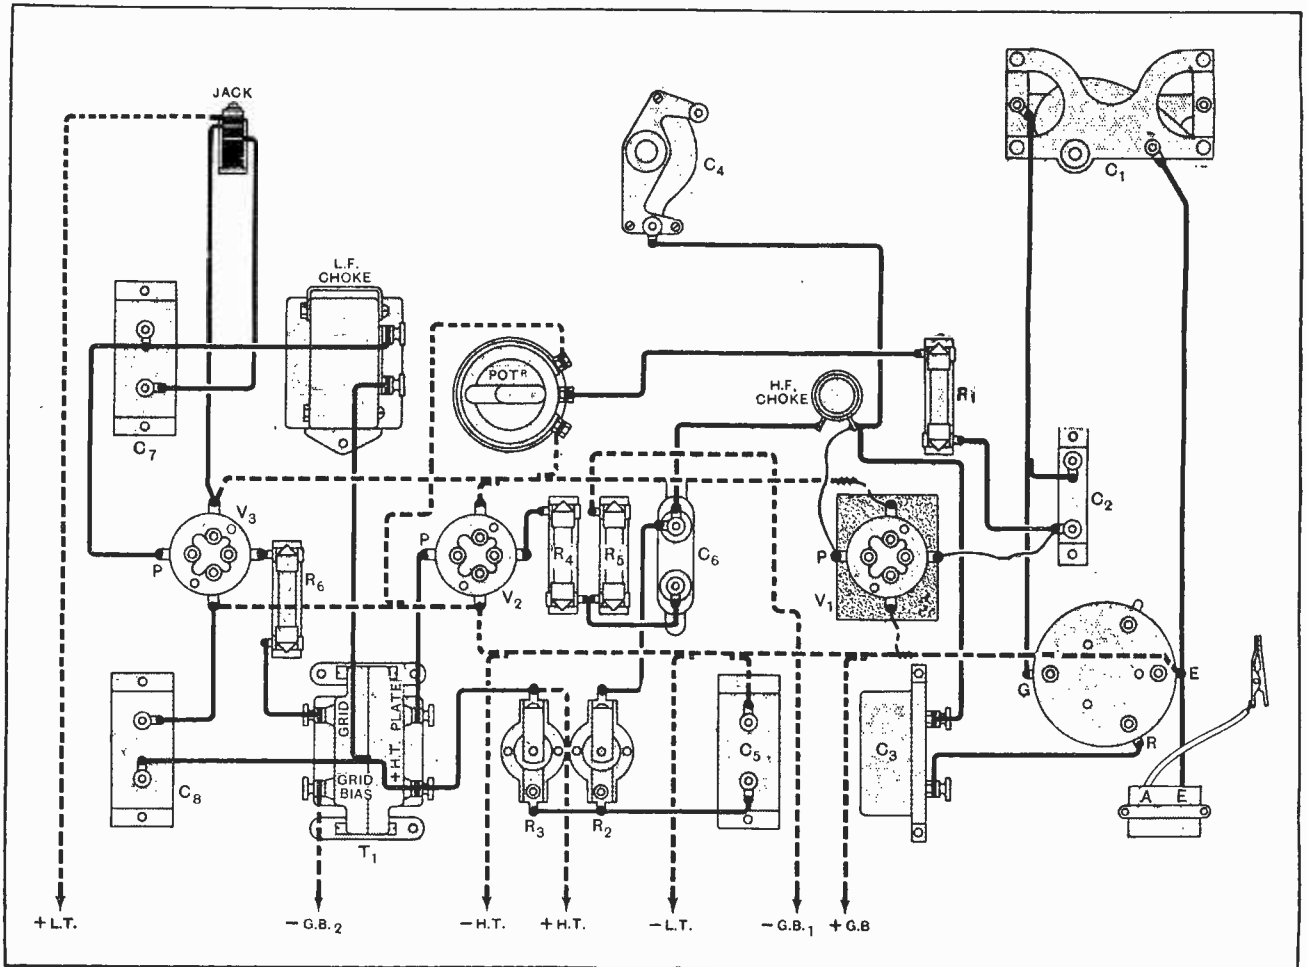 JACK
C4
C1
L.F.
CHOKE
POTR
H.F.
CHOKE
R1
C7
C2
V3
P
R6
P
V2
R4
R5
C6
P
V1
G
E
R
GRID
PLATE
+H.T.
GRID
BIAS
C8
T1
R3
R2
C5
C3
A
E
+L.T.
-G.B.2
-H.T.
+H.T.
-L.T.
-G.B.1
+G.B